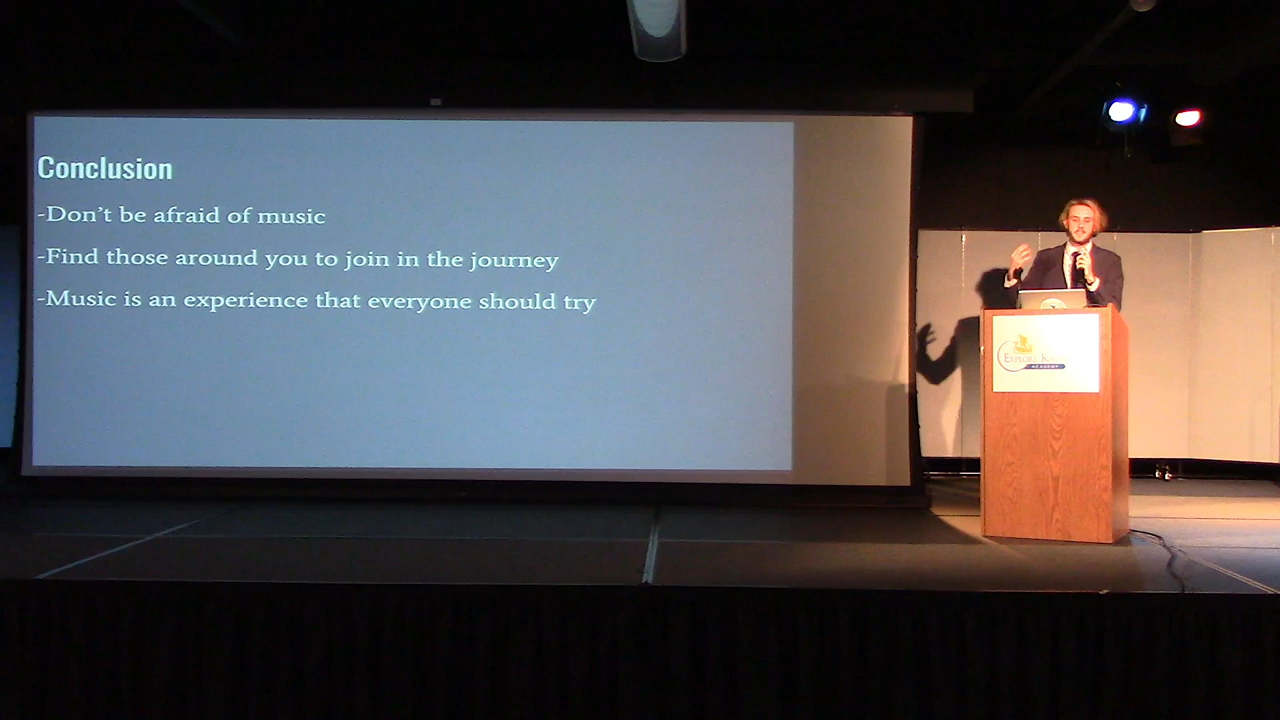 Conclusion
-Don't be afraid of music
-Find those around you to join in the journey
-Music is an experience that everyone should try
EXPLORE
ACADEMY